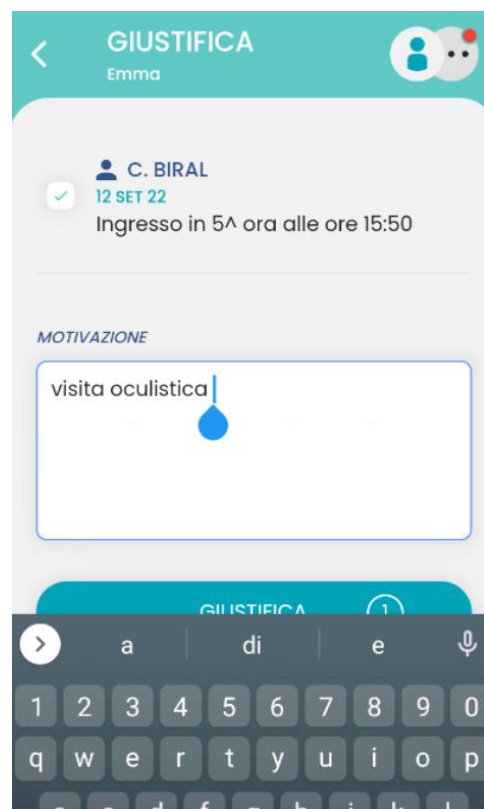 GIUSTIFICA
Emma
C. BIRAL
12 SET 22
Ingresso in 5^ ora alle ore 15:50
MOTIVAZIONE
visita oculistica
GIUSTIFICA 1
a di e
1 2 3 4 5 6 7 8 9 0
q w e r t y u i o p
a s d f g h j k l